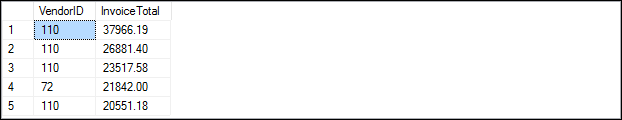 VendorID InvoiceTotal
1 110 37966.19
2 110 26881.40
3 110 23517.58
4 72 21842.00
5 110 20551.18